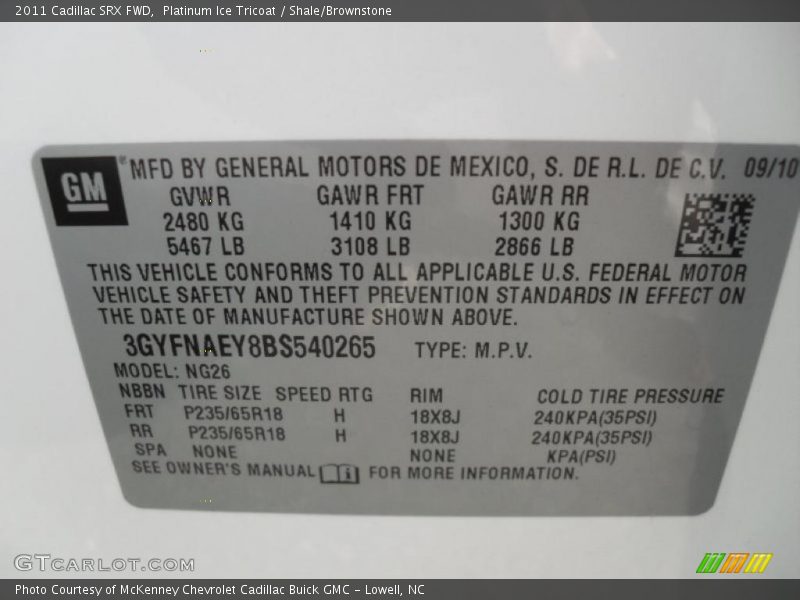 2011 Cadillac SRX FWD, Platinum Ice Tricoat / Shale/Brownstone
GM ® MFD BY GENERAL MOTORS DE MEXICO, S. DE R.L. DE C.V. 09/10
GVWR GAWR FRT GAWR RR
2480 KG 1410 KG 1300 KG
5467 LB 3108 LB 2866 LB
THIS VEHICLE CONFORMS TO ALL APPLICABLE U.S. FEDERAL MOTOR
VEHICLE SAFETY AND THEFT PREVENTION STANDARDS IN EFFECT ON
THE DATE OF MANUFACTURE SHOWN ABOVE.
3GYFNAEY8BS540265 TYPE: M.P.V.
MODEL: NG26
NBBN TIRE SIZE SPEED RTG RIM COLD TIRE PRESSURE
FRT P235/65R18 H 18X8J 240KPA(35PSI)
RR P235/65R18 H 18X8J 240KPA(35PSI)
SPA NONE NONE KPA(PSI)
SEE OWNER'S MANUAL FOR MORE INFORMATION.
GTCARLOT.COM
Photo Courtesy of McKenney Chevrolet Cadillac Buick GMC - Lowell, NC